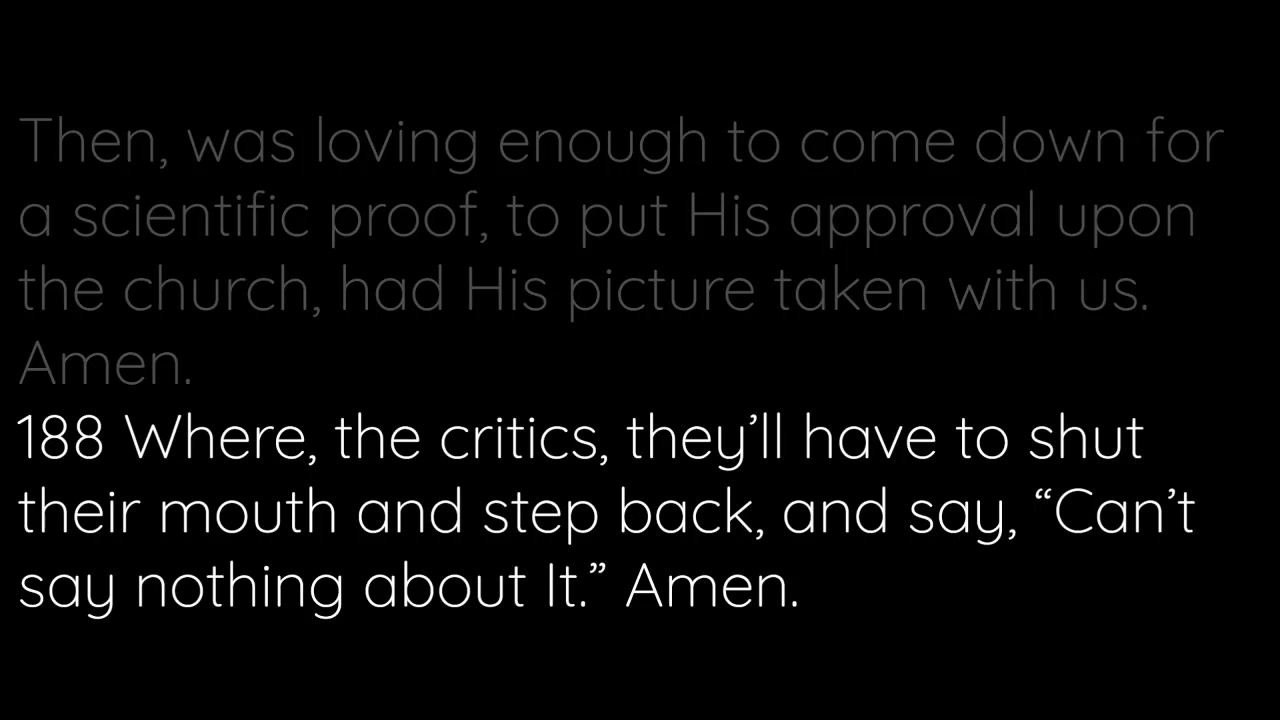 Then, was loving enough to come down for
a scientific proof, to put His approval upon
the church, had His picture taken with us.
Amen.
188 Where, the critics, they’ll have to shut
their mouth and step back, and say, “Can’t
say nothing about It.” Amen.